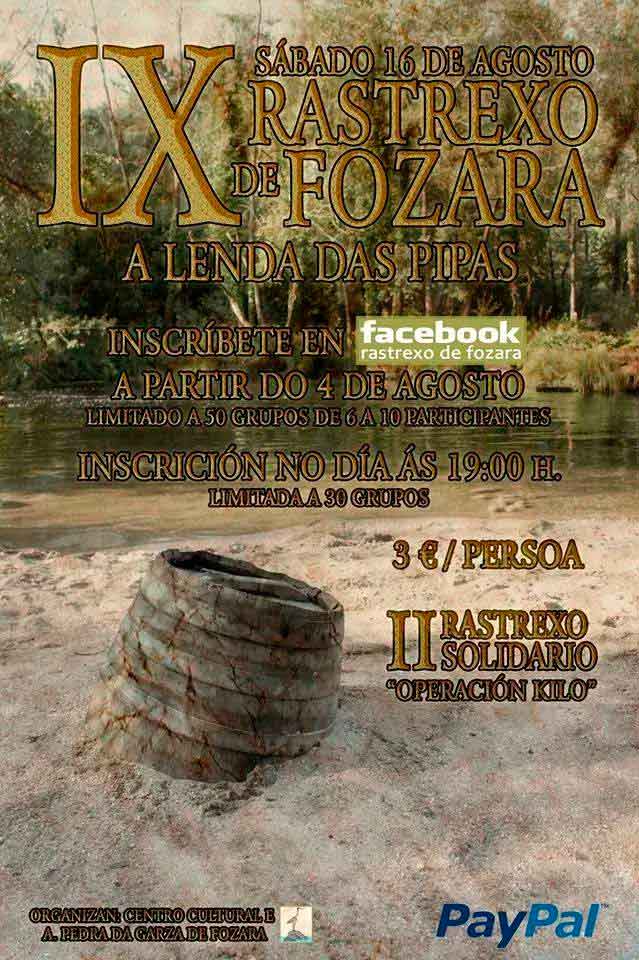 IX
SÁBADO 16 DE AGOSTO
RASTREXO
DE FOZARA
A LENDA DAS PIPAS
INSCRÍBETE EN facebook
rastrexo de fozara
A PARTIR DO 4 DE AGOSTO
LIMITADO A 50 GRUPOS DE 6 A 10 PARTICIPANTES
INSCRICIÓN NO DÍA ÁS 19:00 H.
LIMITADA A 30 GRUPOS
3 € / PERSOA
II RASTREXO
SOLIDARIO
"OPERACIÓN KILO"
ORGANIZAN: CENTRO CULTURAL E
A. PEDRA DA GARZA DE FOZARA
PayPal™